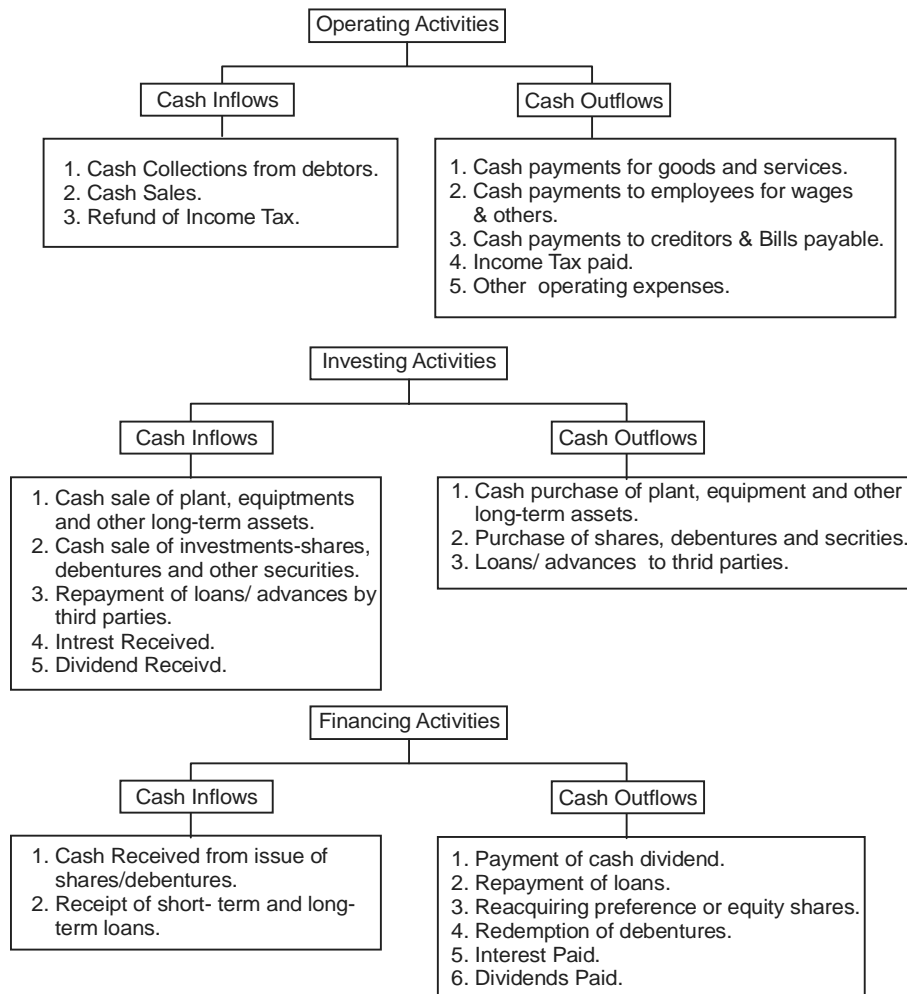 Operating Activities
Cash Inflows
Cash Outflows
1. Cash Collections from debtors.
2. Cash Sales.
3. Refund of Income Tax.
1. Cash payments for goods and services.
2. Cash payments to employees for wages
& others.
3. Cash payments to creditors & Bills payable.
4. Income Tax paid.
5. Other operating expenses.
Investing Activities
Cash Inflows
Cash Outflows
1. Cash sale of plant, equiptments
and other long-term assets.
2. Cash sale of investments-shares,
debentures and other securities.
3. Repayment of loans/ advances by
third parties.
4. Intrest Received.
5. Dividend Receivd.
1. Cash purchase of plant, equipment and other
long-term assets.
2. Purchase of shares, debentures and secrities.
3. Loans/ advances to thrid parties.
Financing Activities
Cash Inflows
Cash Outflows
1. Cash Received from issue of
shares/debentures.
2. Receipt of short- term and long-
term loans.
1. Payment of cash dividend.
2. Repayment of loans.
3. Reacquiring preference or equity shares.
4. Redemption of debentures.
5. Interest Paid.
6. Dividends Paid.